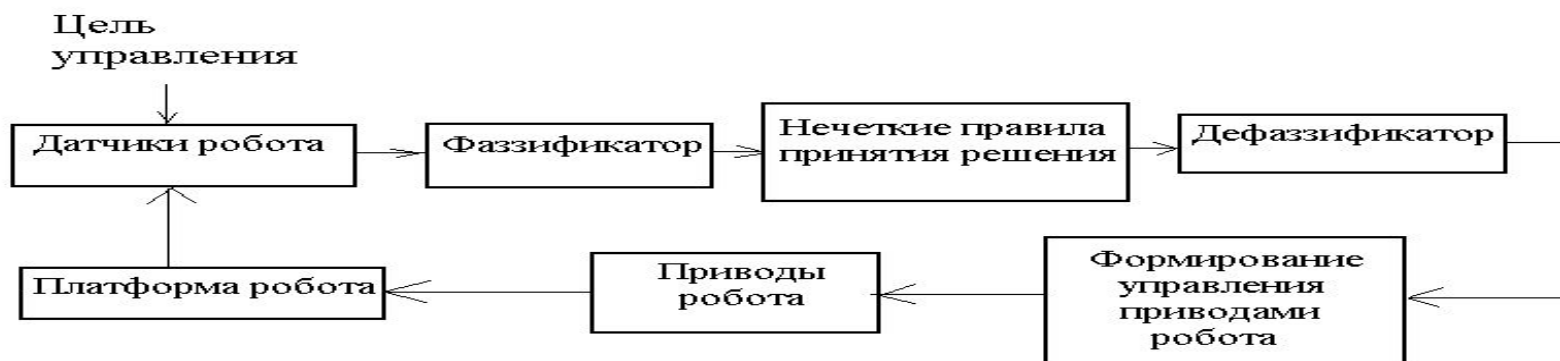 Цель
управления
Датчики робота
Фаззификатор
Нечеткие правила
принятия решения
Дефаззификатор
Платформа робота
Приводы
робота
Формирование
управления
приводами
робота